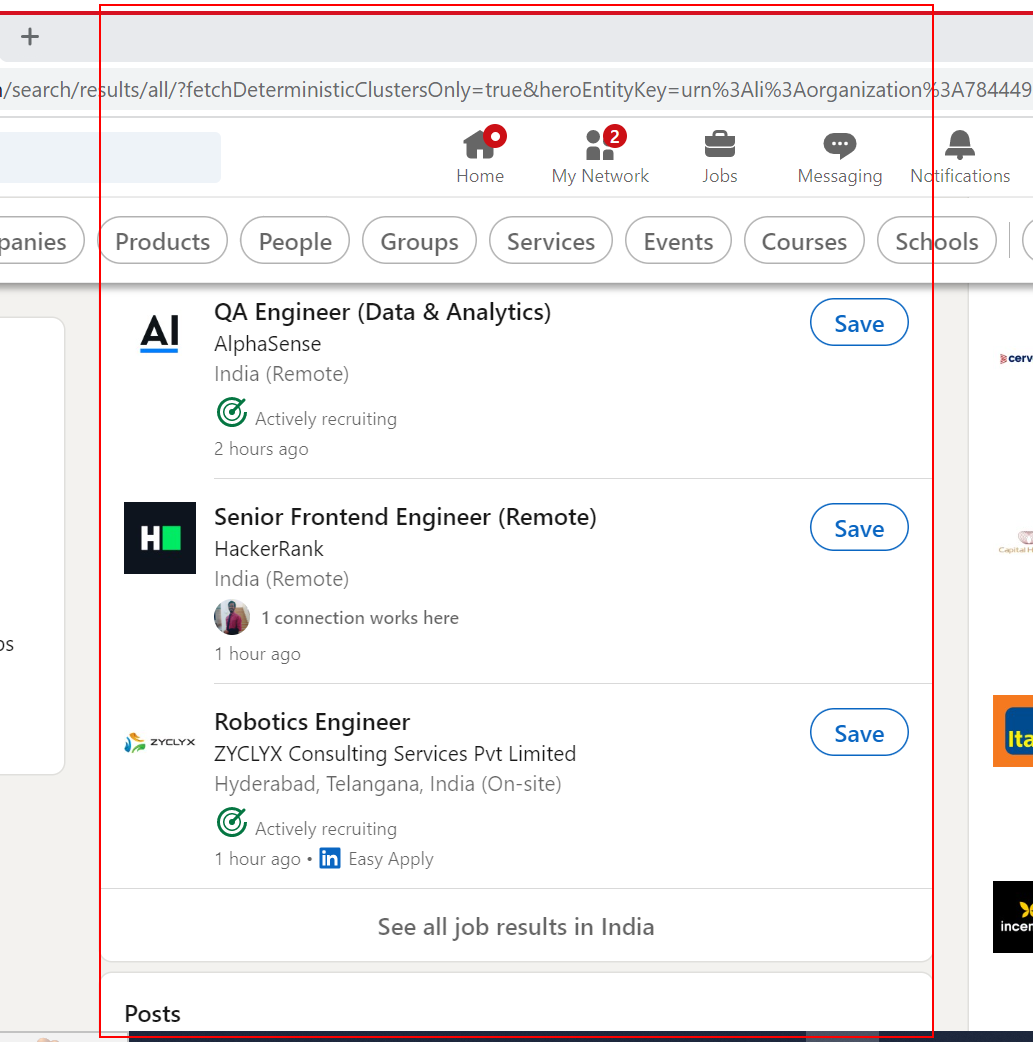 +
/search/results/all/?fetchDeterministicClustersOnly=true&heroEntityKey=urn%3Ali%3Aorganization%3A784449
2
Home My Network Jobs Messaging Notifications
panies Products People Groups Services Events Courses Schools
AI
QA Engineer (Data & Analytics)
Save
AlphaSense
India (Remote)
Actively recruiting
2 hours ago
H
Senior Frontend Engineer (Remote)
Save
HackerRank
India (Remote)
1 connection works here
1 hour ago
ZYCLYX
Robotics Engineer
Save
ZYCLYX Consulting Services Pvt Limited
Hyderabad, Telangana, India (On-site)
Actively recruiting
1 hour ago • in Easy Apply
See all job results in India
Posts
os
cerv
Capital H
Ita
incer